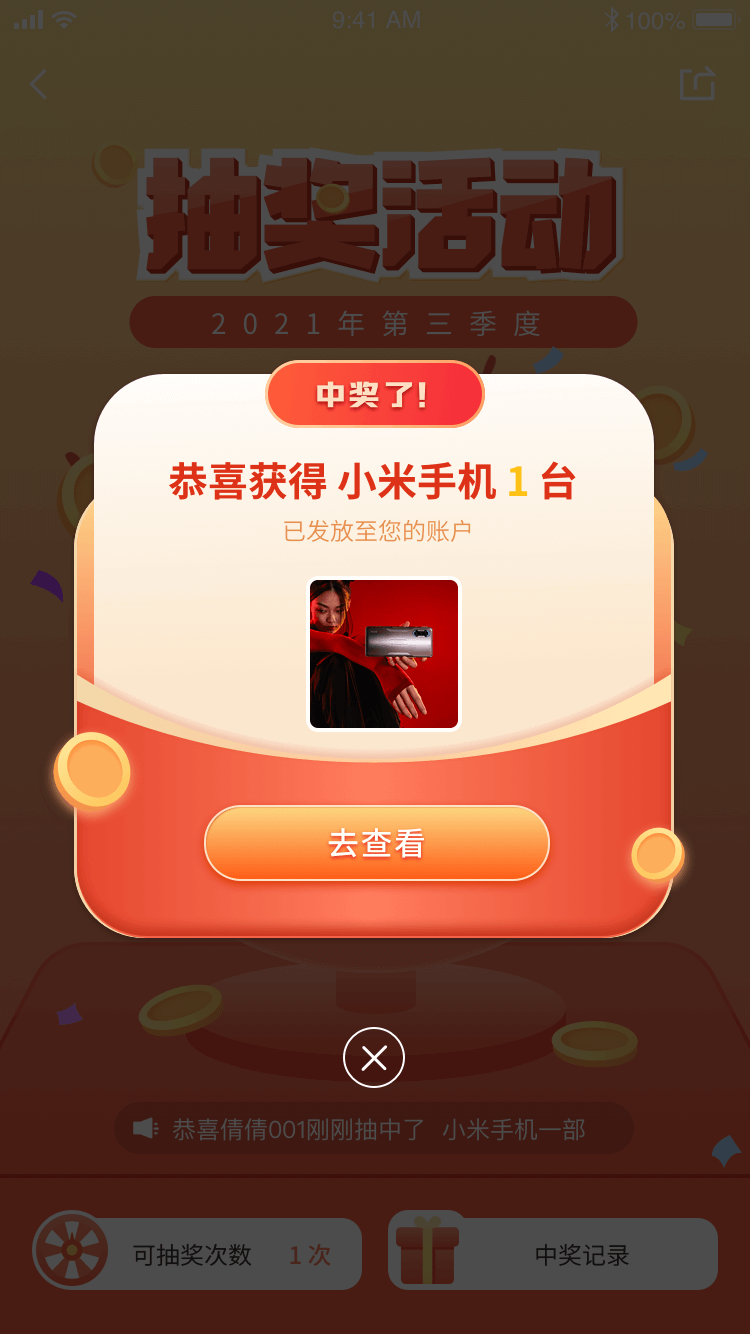 9:41 AM
100%
抽奖活动
2021年第三季度
中奖了!
恭喜获得 小米手机 1 台
已发放至您的账户
去查看
恭喜倩倩001刚刚抽中了 小米手机一部
可抽奖次数 1 次
中奖记录